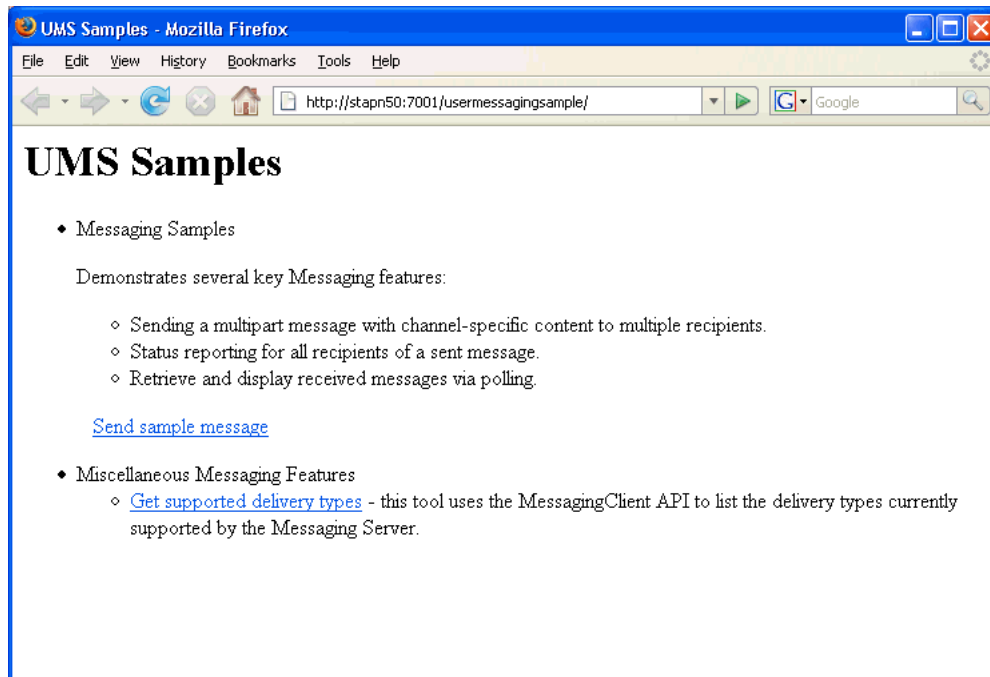 UMS Samples - Mozilla Firefox
File Edit View History Bookmarks Tools Help
http://stapn50:7001/usermessagingsample/ G Google
UMS Samples
Messaging Samples
Demonstrates several key Messaging features:
Sending a multipart message with channel-specific content to multiple recipients.
Status reporting for all recipients of a sent message.
Retrieve and display received messages via polling.
Send sample message
Miscellaneous Messaging Features
Get supported delivery types - this tool uses the MessagingClient API to list the delivery types currently
supported by the Messaging Server.